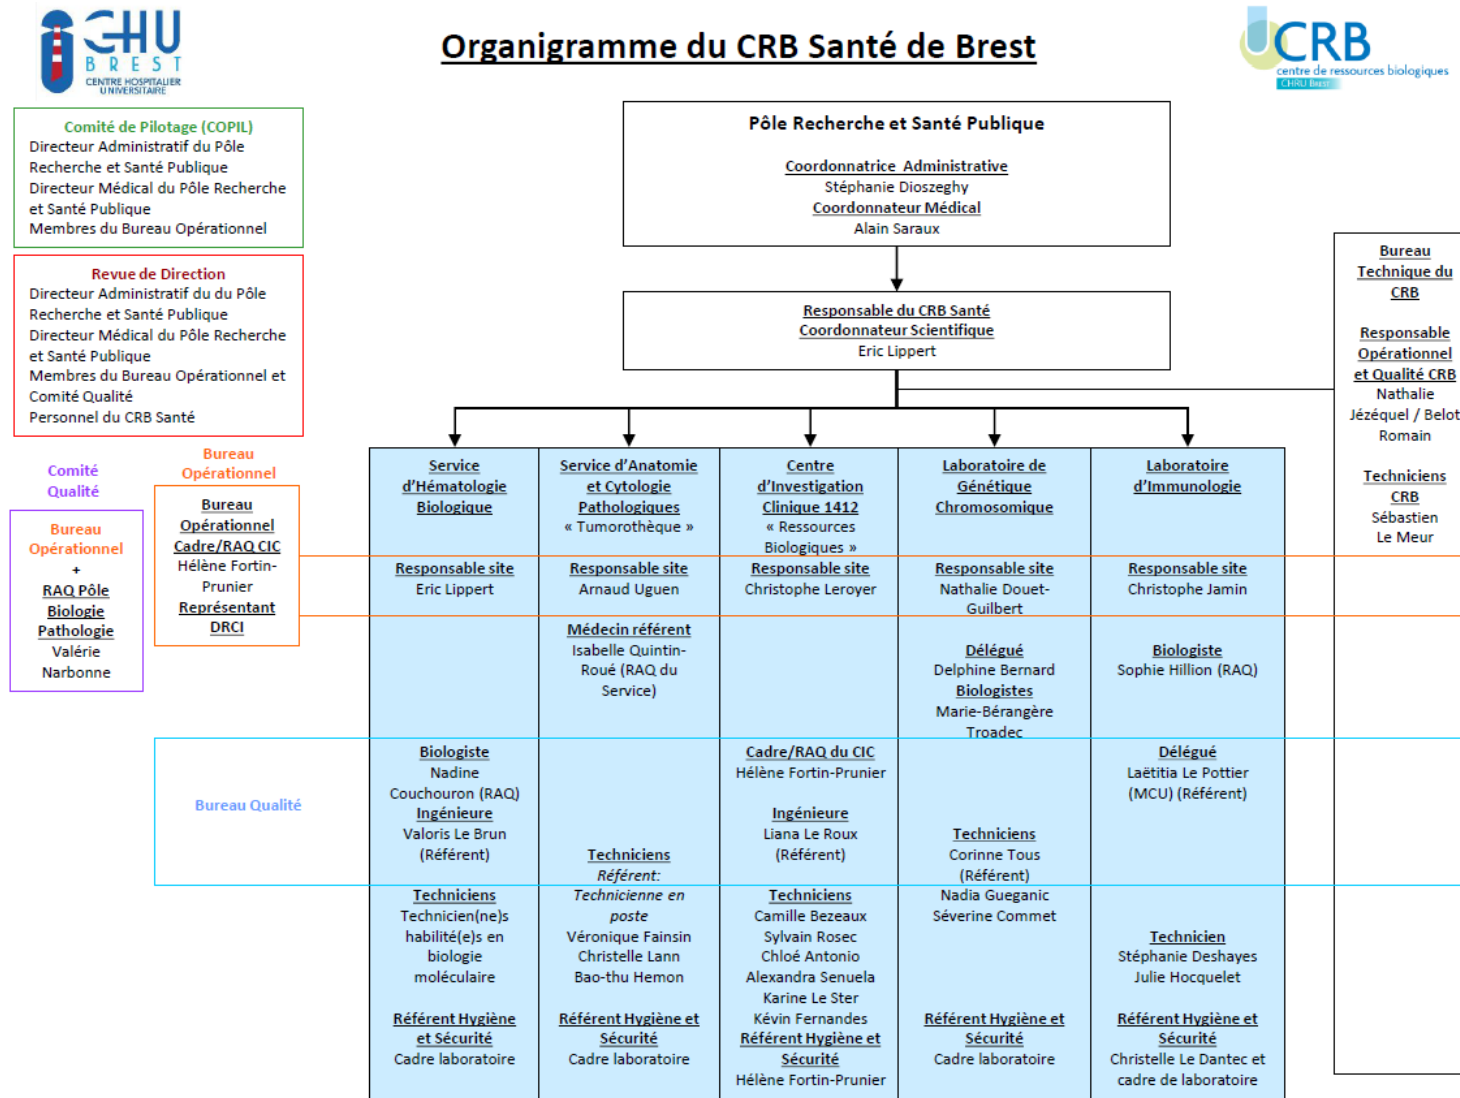 CHU
BREST
CENTRE HOSPITALIER
UNIVERSITAIRE
Organigramme du CRB Santé de Brest
CRB
centre de ressources biologiques
CHRU Brest
Comité de Pilotage (COPIL)
Directeur Administratif du Pôle
Recherche et Santé Publique
Directeur Médical du Pôle Recherche
et Santé Publique
Membres du Bureau Opérationnel
Revue de Direction
Directeur Administratif du du Pôle
Recherche et Santé Publique
Directeur Médical du Pôle Recherche
et Santé Publique
Membres du Bureau Opérationnel et
Comité Qualité
Personnel du CRB Santé
Pôle Recherche et Santé Publique
Coordonnatrice Administrative
Stéphanie Dioszeghy
Coordonnateur Médical
Alain Saraux
Responsable du CRB Santé
Coordonnateur Scientifique
Eric Lippert
Bureau
Technique du
CRB
Responsable
Opérationnel
et Qualité CRB
Nathalie
Jézéquel / Belot
Romain
Techniciens
CRB
Sébastien
Le Meur
Comité
Qualité
Bureau
Opérationnel
+
RAQ Pôle
Biologie
Pathologie
Valérie
Narbonne
Bureau
Opérationnel
Bureau
Opérationnel
Cadre/RAQ CIC
Hélène Fortin-
Prunier
Représentant
DRCI
Bureau Qualité
Service
d'Hématologie
Biologique
Responsable site
Eric Lippert
Biologiste
Nadine
Couchouron (RAQ)
Ingénieure
Valoris Le Brun
(Référent)
Techniciens
Technicien(ne)s
habilité(e)s en
biologie
moléculaire
Référent Hygiène
et Sécurité
Cadre laboratoire
Service d'Anatomie
et Cytologie
Pathologiques
« Tumorothèque »
Responsable site
Arnaud Uguen
Médecin référent
Isabelle Quintin-
Roué (RAQ du
Service)
Techniciens
Référent:
Technicienne en
poste
Véronique Fainsin
Christelle Lann
Bao-thu Hemon
Référent Hygiène et
Sécurité
Cadre laboratoire
Centre
d'Investigation
Clinique 1412
« Ressources
Biologiques »
Responsable site
Christophe Leroyer
Cadre/RAQ du CIC
Hélène Fortin-Prunier
Ingénieure
Liana Le Roux
(Référent)
Techniciens
Camille Bezeaux
Sylvain Rosec
Chloé Antonio
Alexandra Senuela
Karine Le Ster
Kévin Fernandes
Référent Hygiène et
Sécurité
Hélène Fortin-Prunier
Laboratoire de
Génétique
Chromosomique
Responsable site
Nathalie Douet-
Guilbert
Délégué
Delphine Bernard
Biologistes
Marie-Bérangère
Troadec
Techniciens
Corinne Tous
(Référent)
Nadia Gueganic
Séverine Commet
Référent Hygiène et
Sécurité
Cadre laboratoire
Laboratoire
d'Immunologie
Responsable site
Christophe Jamin
Biologiste
Sophie Hillion (RAQ)
Délégué
Laëtitia Le Pottier
(MCU) (Référent)
Technicien
Stéphanie Deshayes
Julie Hocquelet
Référent Hygiène et
Sécurité
Christelle Le Dantec et
cadre de laboratoire